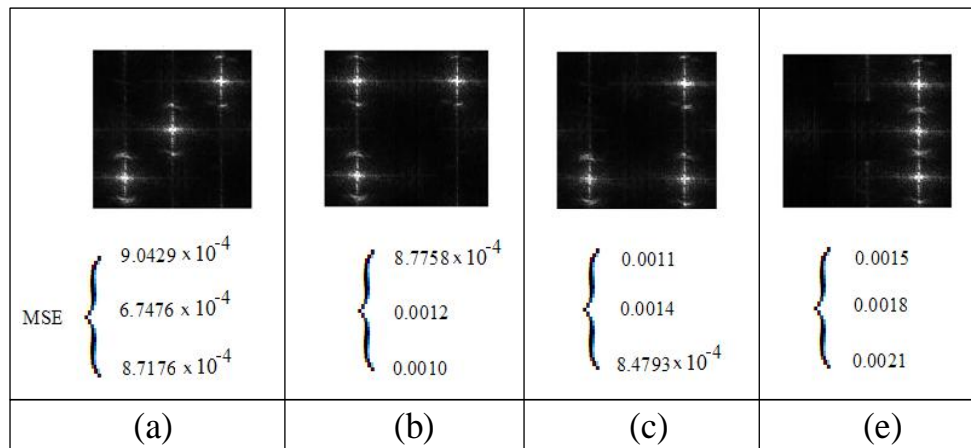 MSE
9.0429 x 10-4
6.7476 x 10-4
8.7176 x 10-4
8.7758 x 10-4
0.0012
0.0010
0.0011
0.0014
8.4793 x 10-4
0.0015
0.0018
0.0021
(a) (b) (c) (e)